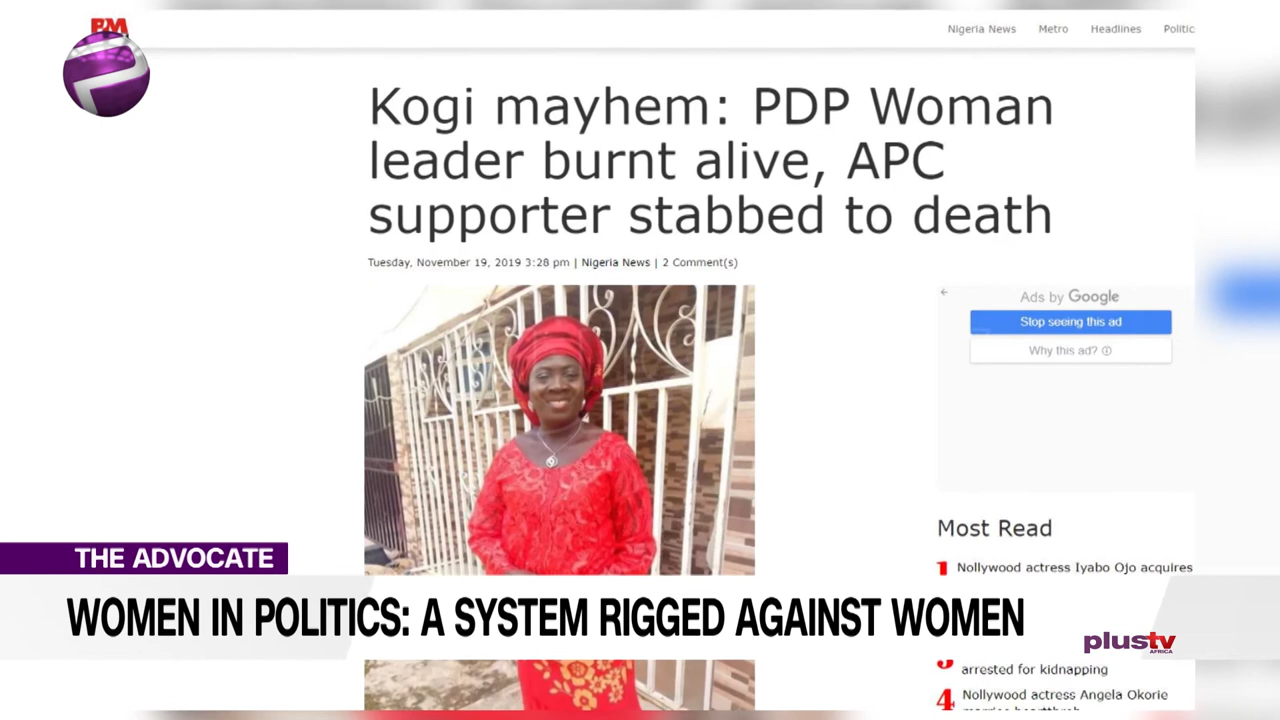 PM
Nigeria News Metro Headlines Politic
Kogi mayhem: PDP Woman
leader burnt alive, APC
supporter stabbed to death
Tuesday, November 19, 2019 3:28 pm | Nigeria News | 2 Comment(s)
Ads by Google
Stop seeing this ad
Why this ad?
Most Read
1 Nollywood actress Iyabo Ojo acquires
THE ADVOCATE
WOMEN IN POLITICS: A SYSTEM RIGGED AGAINST WOMEN
plustv
AFRICA
arrested for kidnapping
4 Nollywood actress Angela Okorie